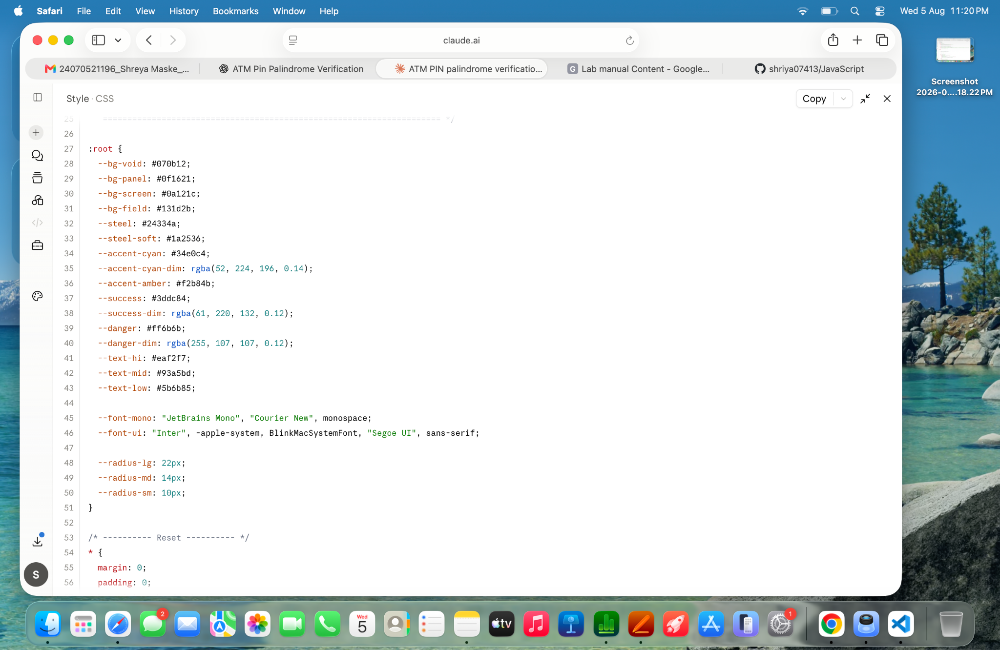 Safari File Edit View History Bookmarks Window Help Wed 5 Aug 11:20 PM
claude.ai
24070521196_Shreya Maske_... ATM Pin Palindrome Verification ATM PIN palindrome verificatio... G Lab manual Content - Google... shriya07413/JavaScript
Screenshot
2026-0....18.22 PM
Style · CSS Copy
25 ===================================================================== */
26
27 :root {
28 --bg-void: #070b12;
29 --bg-panel: #0f1621;
30 --bg-screen: #0a121c;
31 --bg-field: #131d2b;
32 --steel: #24334a;
33 --steel-soft: #1a2536;
34 --accent-cyan: #34e0c4;
35 --accent-cyan-dim: rgba(52, 224, 196, 0.14);
36 --accent-amber: #f2b84b;
37 --success: #3ddc84;
38 --success-dim: rgba(61, 220, 132, 0.12);
39 --danger: #ff6b6b;
40 --danger-dim: rgba(255, 107, 107, 0.12);
41 --text-hi: #eaf2f7;
42 --text-mid: #93a5bd;
43 --text-low: #5b6b85;
44
45 --font-mono: "JetBrains Mono", "Courier New", monospace;
46 --font-ui: "Inter", -apple-system, BlinkMacSystemFont, "Segoe UI", sans-serif;
47
48 --radius-lg: 22px;
49 --radius-md: 14px;
50 --radius-sm: 10px;
51 }
52
53 /* ---------- Reset ---------- */
54 * {
55 margin: 0;
56 padding: 0;
S
2 Wed 5 tv 1